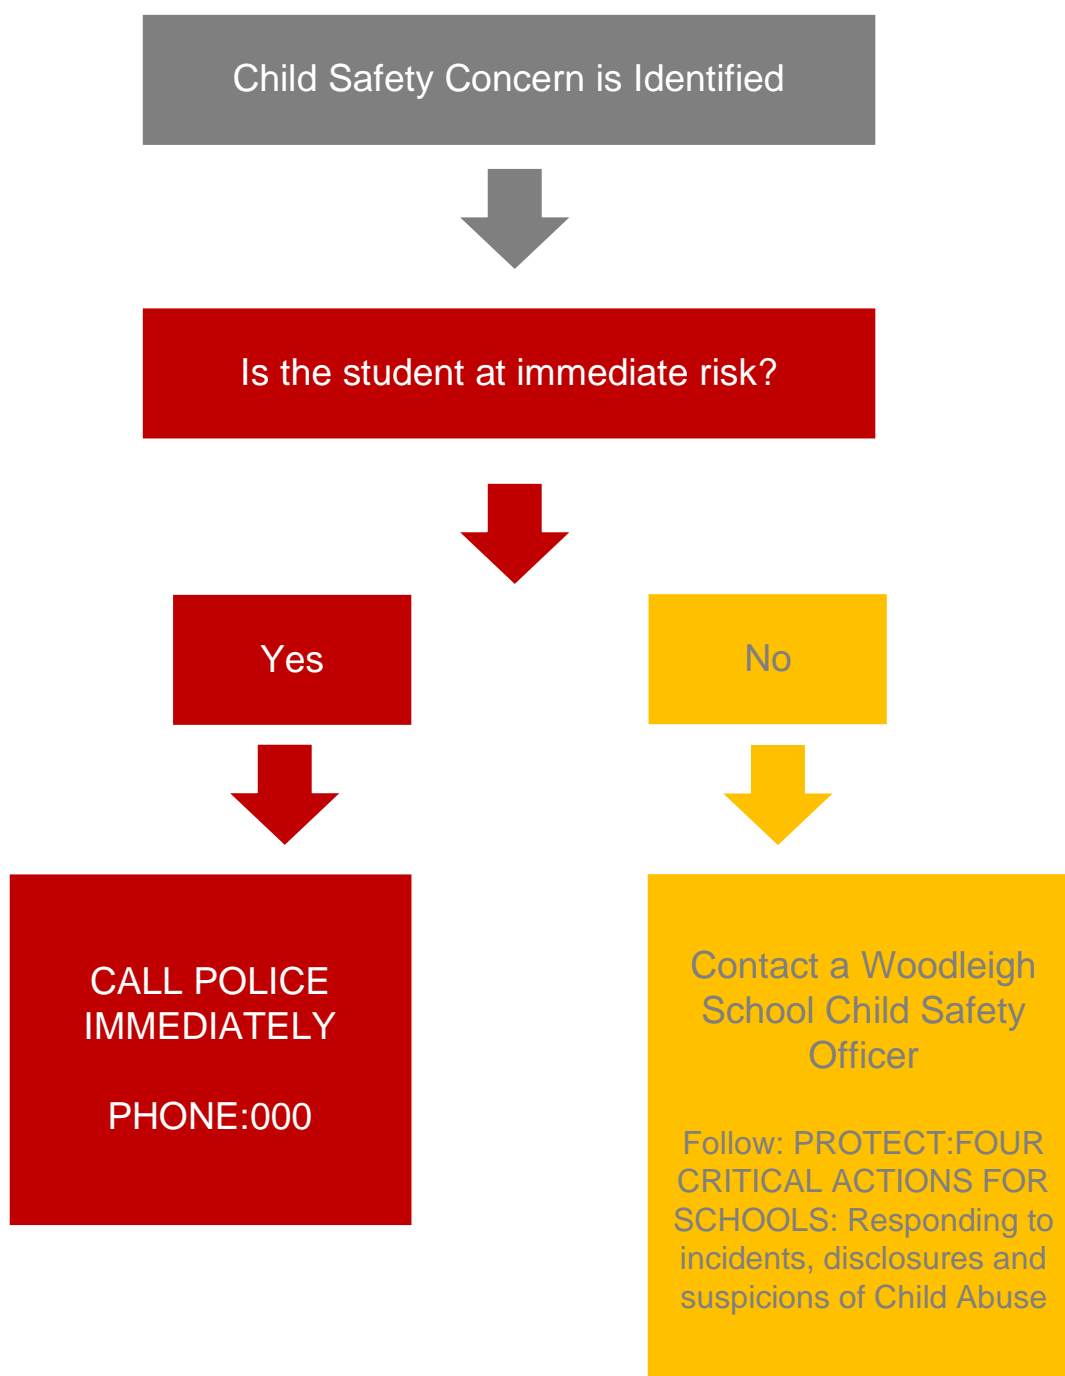 Child Safety Concern is Identified
Is the student at immediate risk?
Yes
No
CALL POLICE
IMMEDIATELY
PHONE:000
Contact a Woodleigh
School Child Safety
Officer
Follow: PROTECT:FOUR
CRITICAL ACTIONS FOR
SCHOOLS: Responding to
incidents, disclosures and
suspicions of Child Abuse